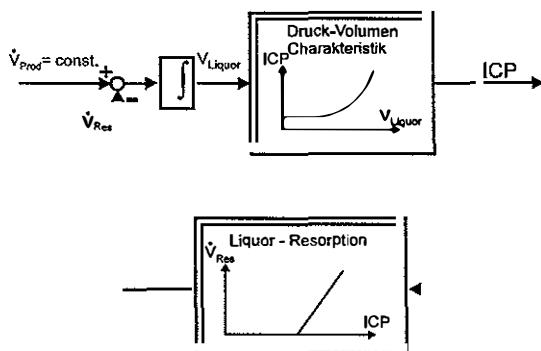 V̇Prod = const.
+
−
V̇Res
∫
VLiquor
Druck-Volumen
Charakteristik
ICP
VLiquor
ICP
Liquor - Resorption
V̇Res
ICP